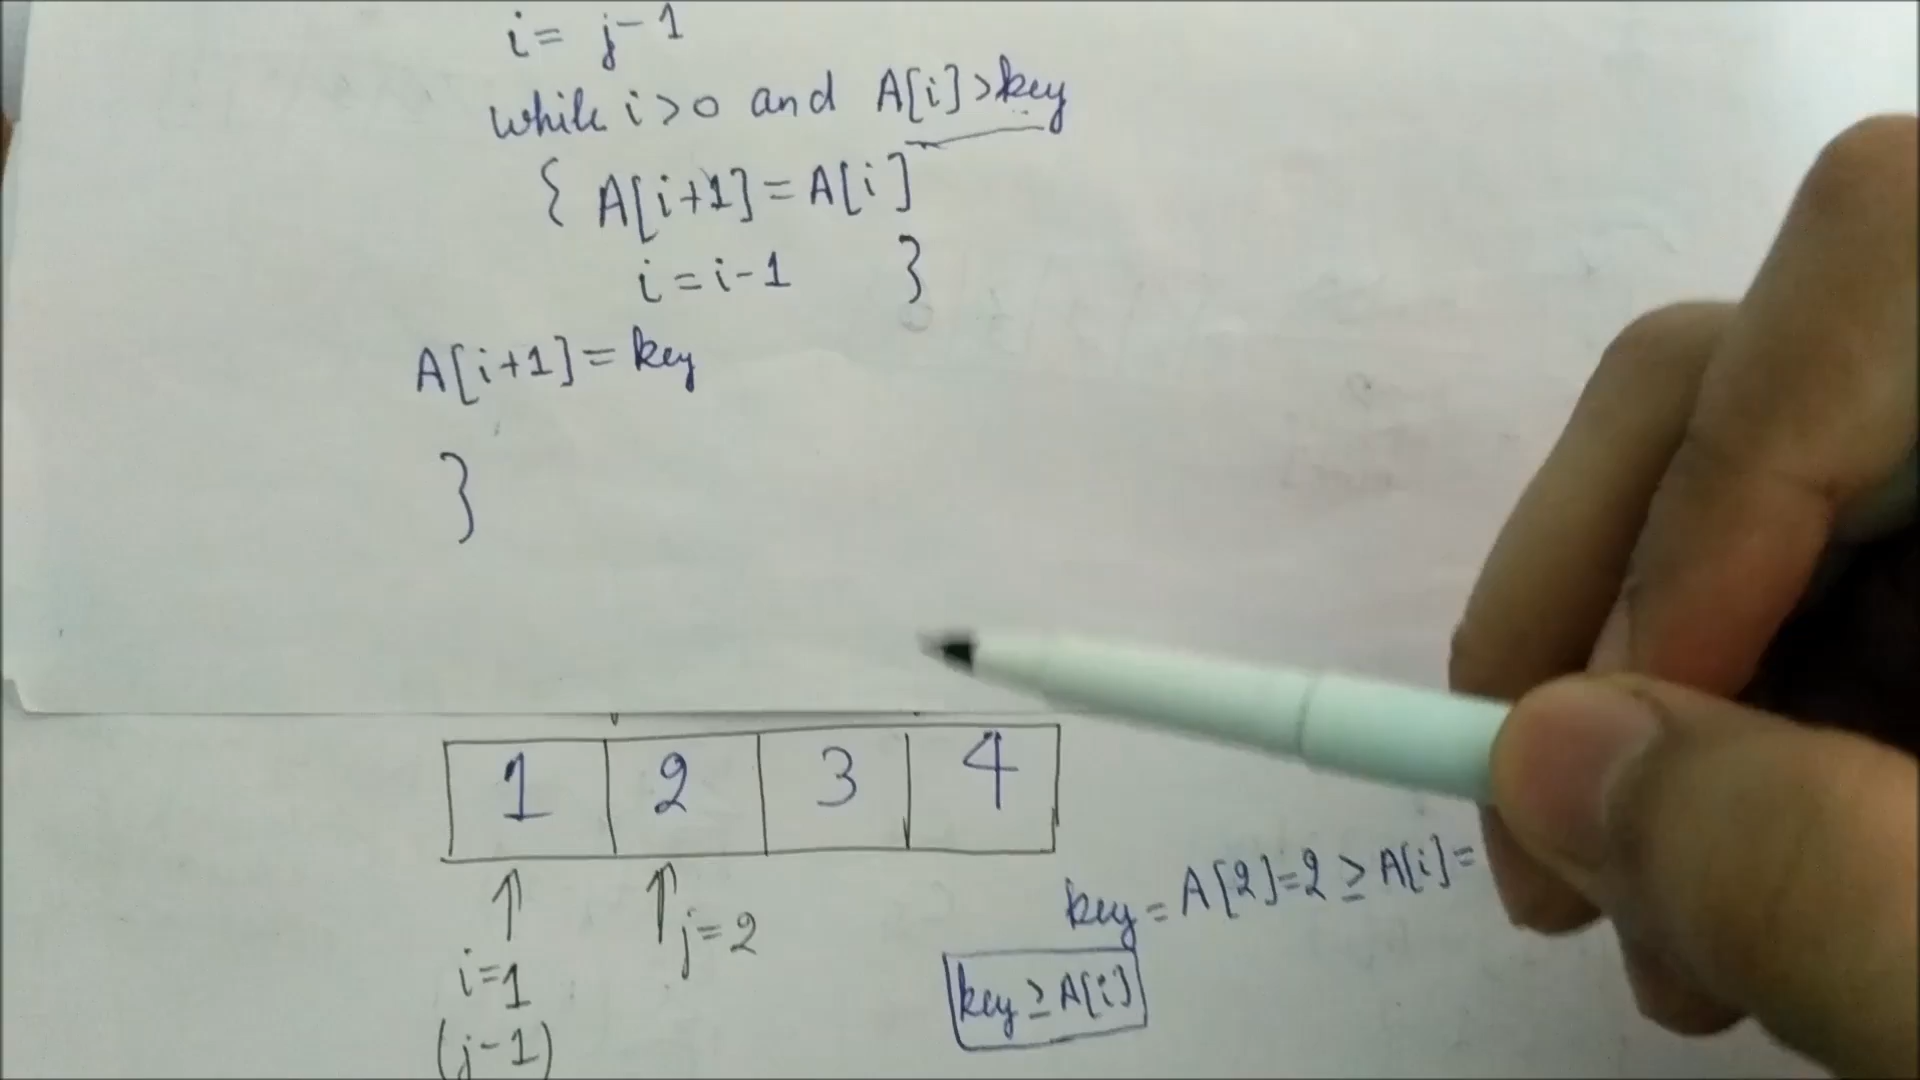 i = j-1
while i>0 and A[i]>key
{ A[i+1]=A[i]
i=i-1 }
A[i+1]=key
}
1 2 3 4
i=1
(j-1)
j=2
key = A[2]=2 ≥ A[i]=
key ≥ A[i]